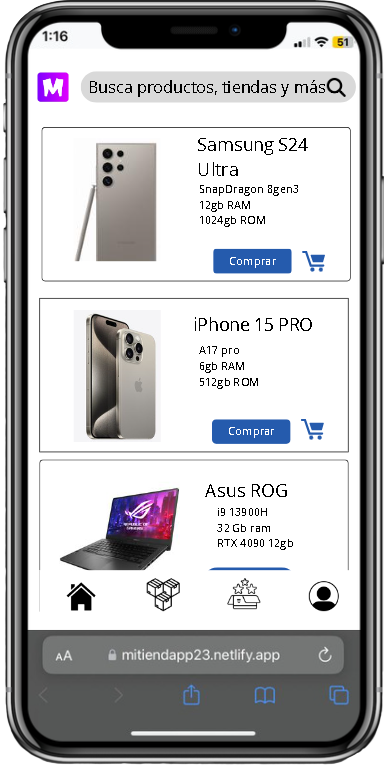 1:16
51
M
Busca productos, tiendas y más
Samsung S24
Ultra
SnapDragon 8gen3
12gb RAM
1024gb ROM
Comprar
iPhone 15 PRO
A17 pro
6gb RAM
512gb ROM
Comprar
Asus ROG
i9 13900H
32 Gb ram
RTX 4090 12gb
AA
mitiendapp23.netlify.app